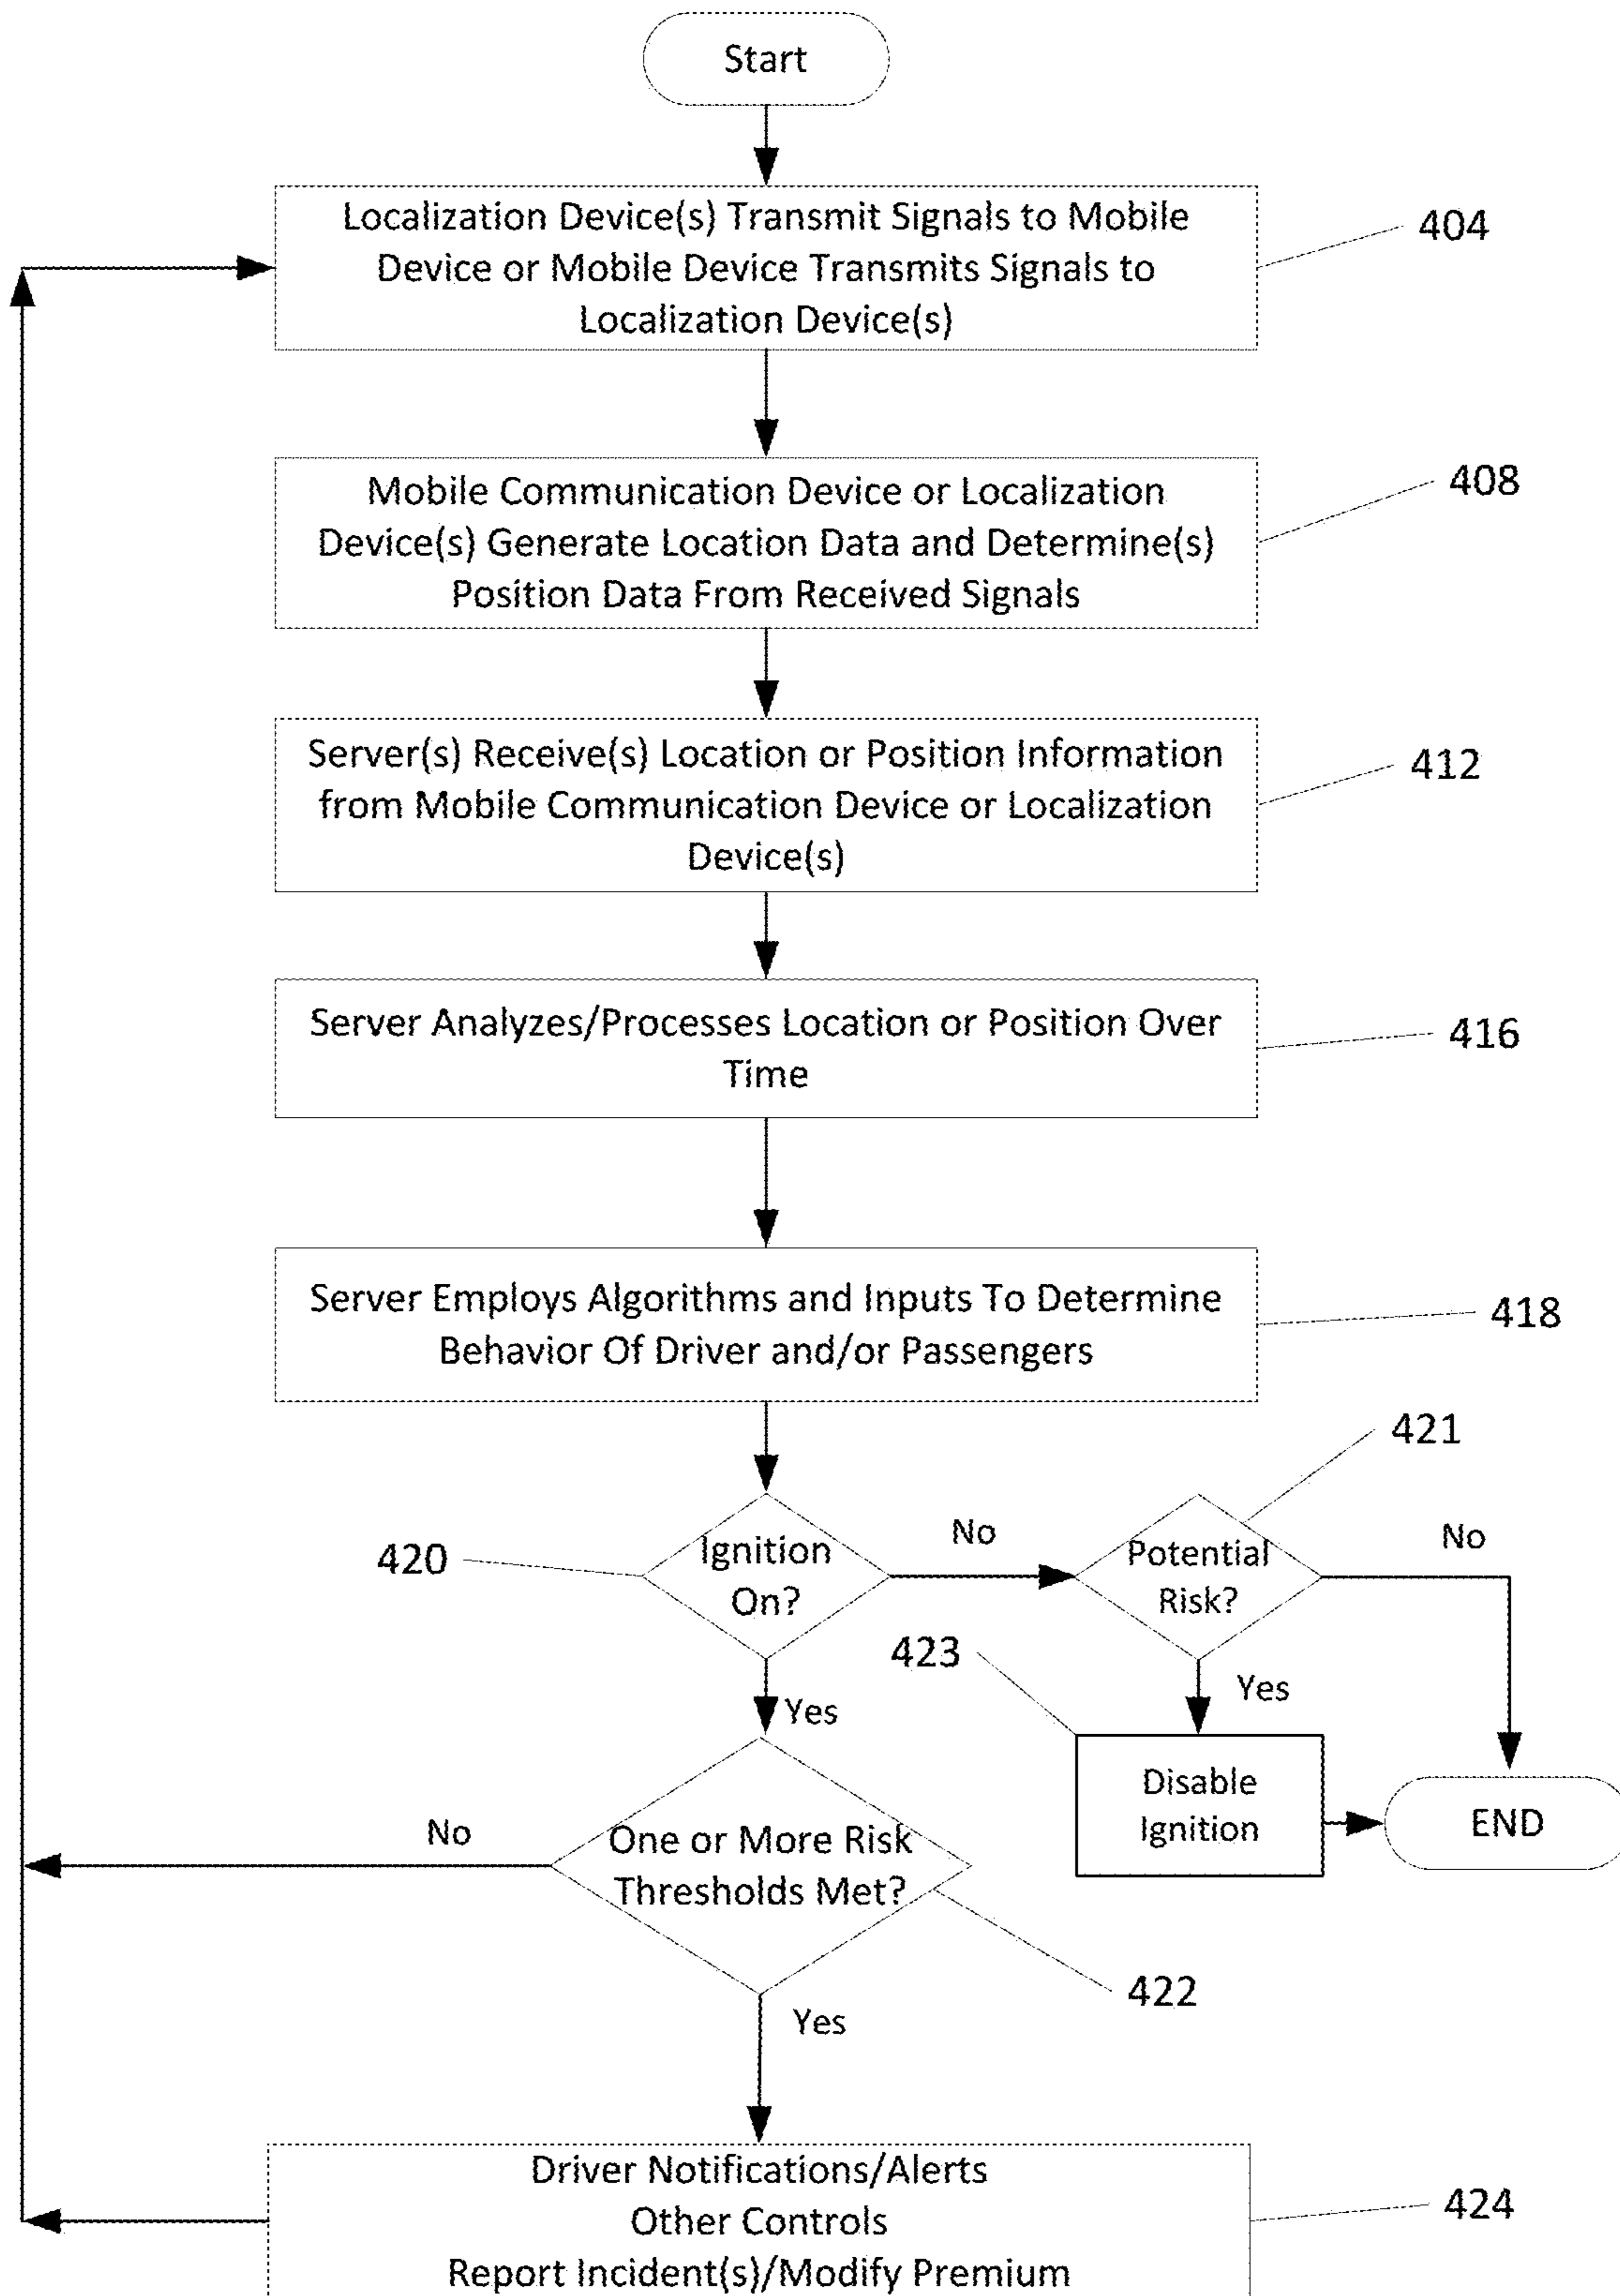 Start
Localization Device(s) Transmit Signals to Mobile
Device or Mobile Device Transmits Signals to
Localization Device(s)
404
Mobile Communication Device or Localization
Device(s) Generate Location Data and Determine(s)
Position Data From Received Signals
408
Server(s) Receive(s) Location or Position Information
from Mobile Communication Device or Localization
Device(s)
412
Server Analyzes/Processes Location or Position Over
Time
416
Server Employs Algorithms and Inputs To Determine
Behavior Of Driver and/or Passengers
418
420
Ignition
On?
No
421
Potential
Risk?
No
Yes
423
Yes
Disable
Ignition
END
No
One or More Risk
Thresholds Met?
422
Yes
Driver Notifications/Alerts
Other Controls
Report Incident(s)/Modify Premium
424